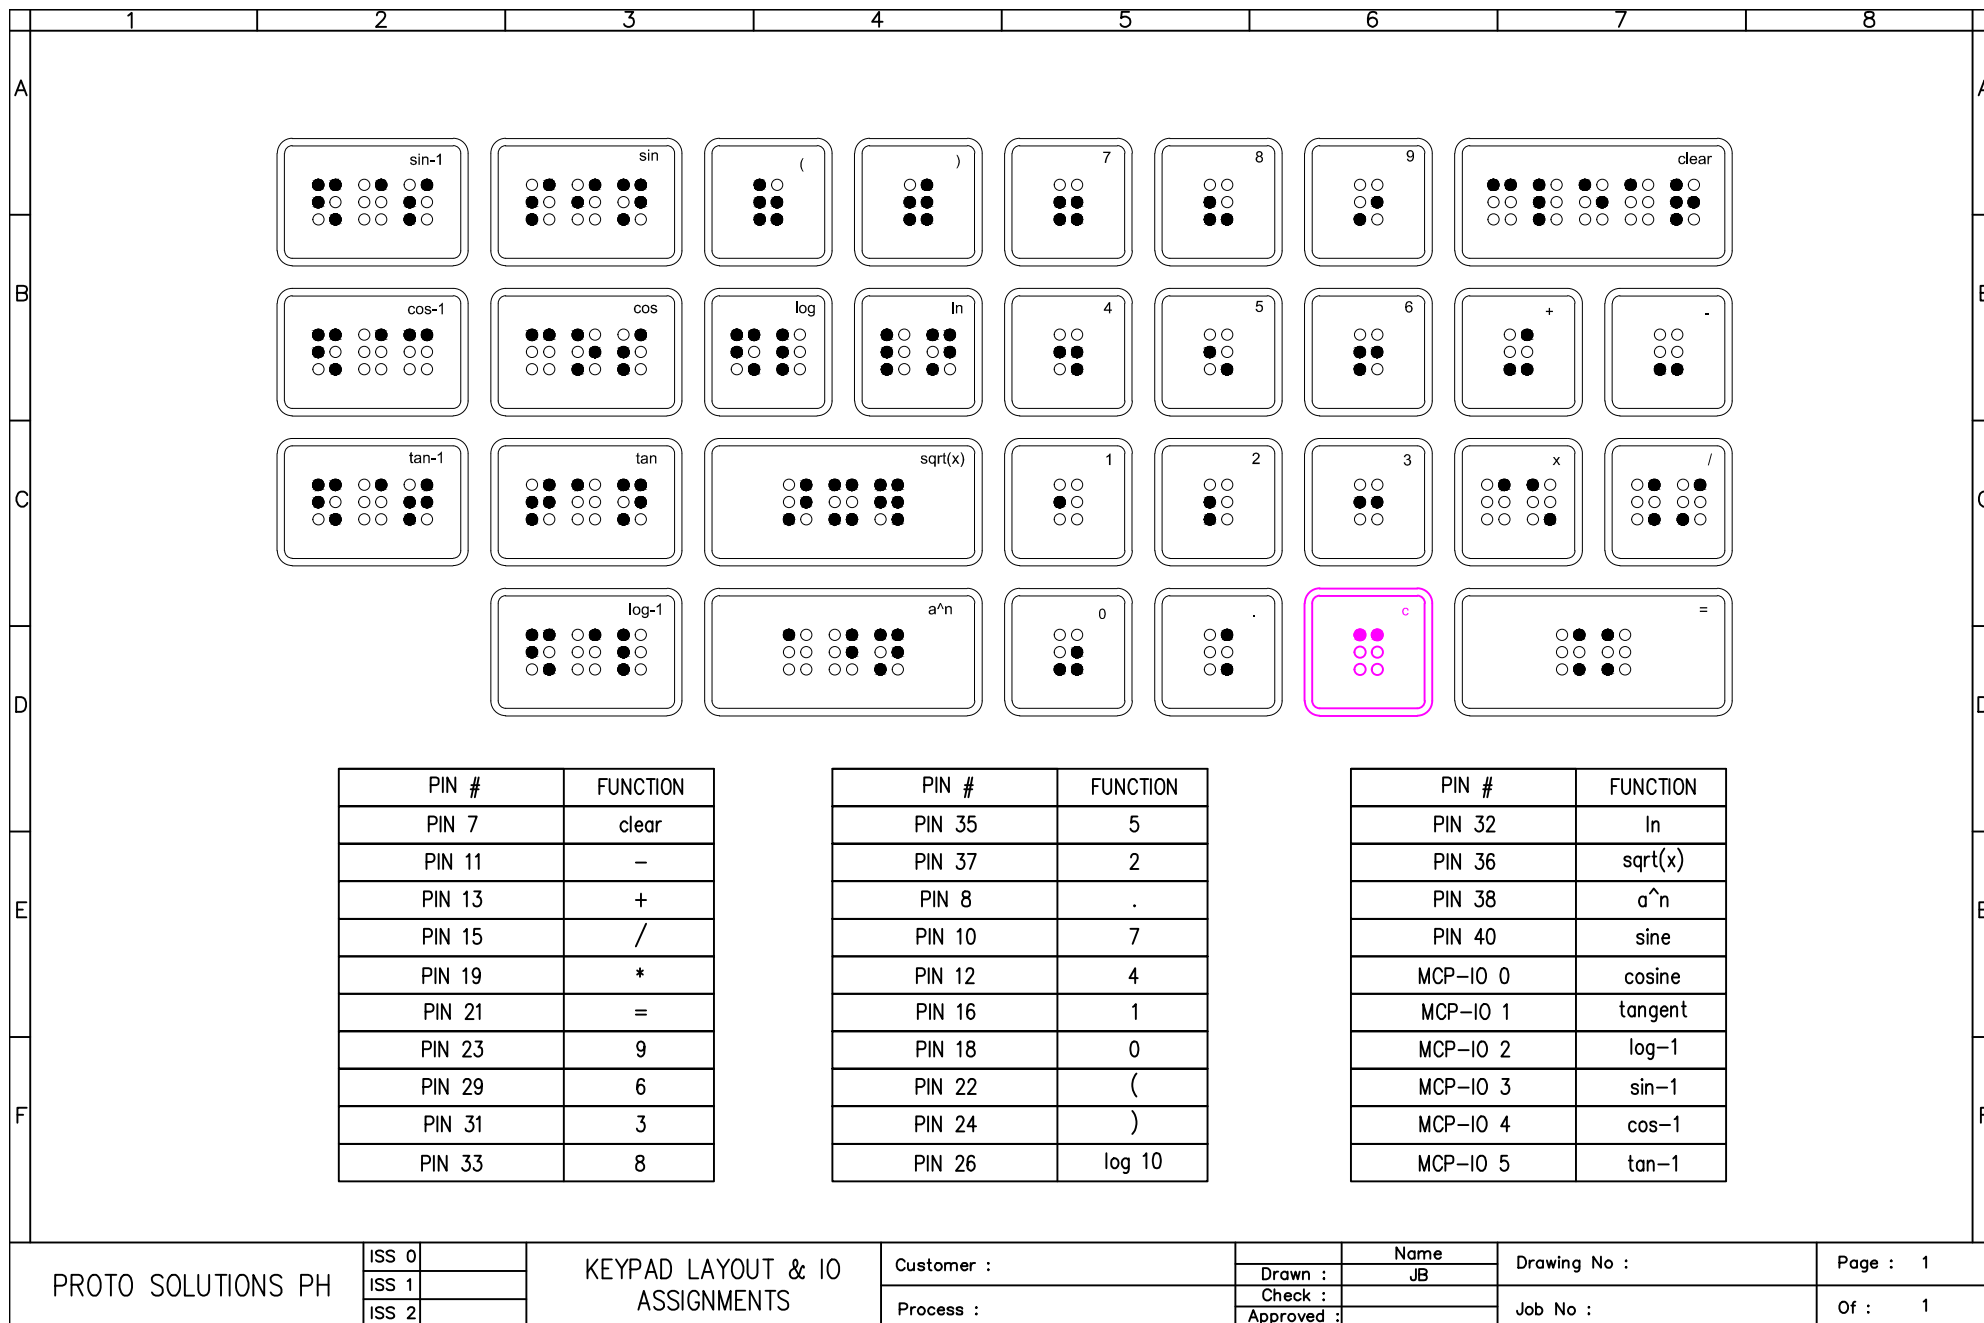 1 2 3 4 5 6 7 8
A
sin-1 sin ( ) 7 8 9 clear
B
cos-1 cos log ln 4 5 6 + -
tan-1 tan sqrt(x) 1 2 3 x /
C
log-1 a^n 0 . c =
D
PIN # FUNCTION PIN # FUNCTION PIN # FUNCTION
PIN 7 clear PIN 35 5 PIN 32 ln
PIN 11 - PIN 37 2 PIN 36 sqrt(x)
E
PIN 13 + PIN 8 . PIN 38 a^n
PIN 15 / PIN 10 7 PIN 40 sine
PIN 19 * PIN 12 4 MCP-IO 0 cosine
PIN 21 = PIN 16 1 MCP-IO 1 tangent
PIN 23 9 PIN 18 0 MCP-IO 2 log-1
PIN 29 6 PIN 22 ( MCP-IO 3 sin-1
F
PIN 31 3 PIN 24 ) MCP-IO 4 cos-1
PIN 33 8 PIN 26 log 10 MCP-IO 5 tan-1
PROTO SOLUTIONS PH
ISS 0
ISS 1
ISS 2
KEYPAD LAYOUT & IO
ASSIGNMENTS
Customer :
Process :
Name
Drawn : JB
Check :
Approved :
Drawing No :
Job No :
Page : 1
Of : 1